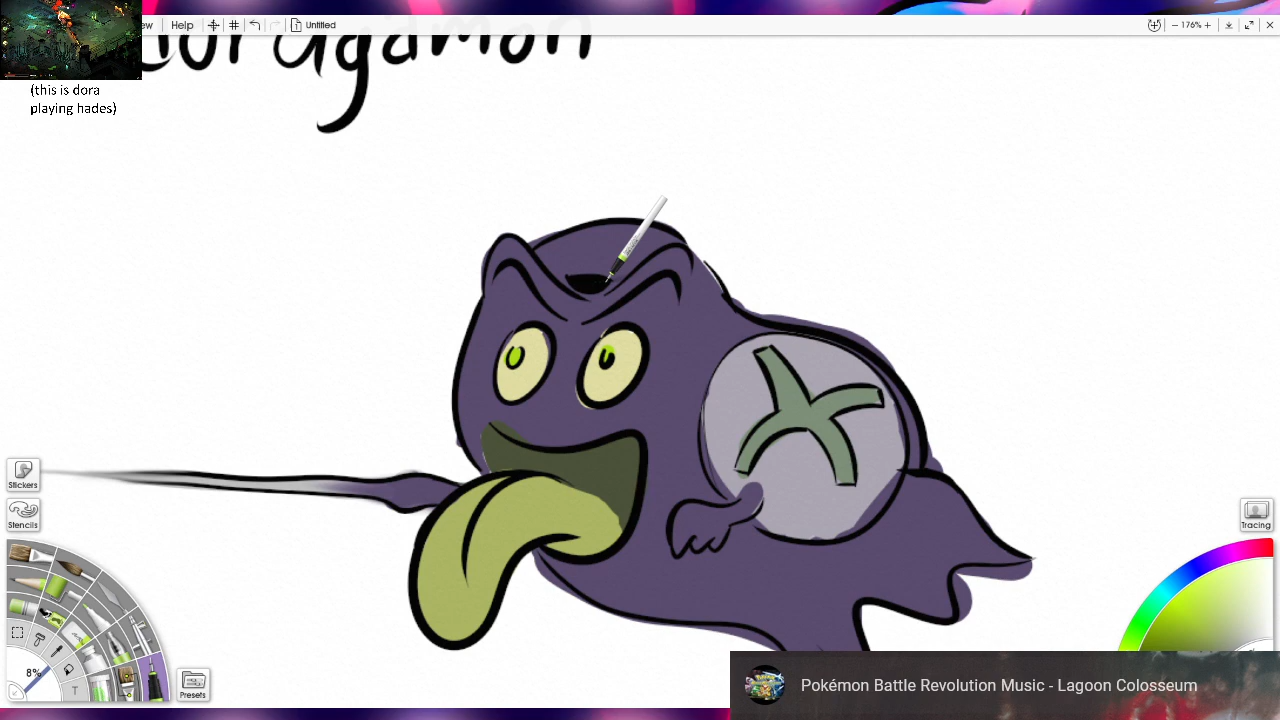 ew Help Untitled 176%
(this is dora
playing hades)
Stickers
Stencils
Tracing
8%
T
Presets
Pokémon Battle Revolution Music - Lagoon Colosseum